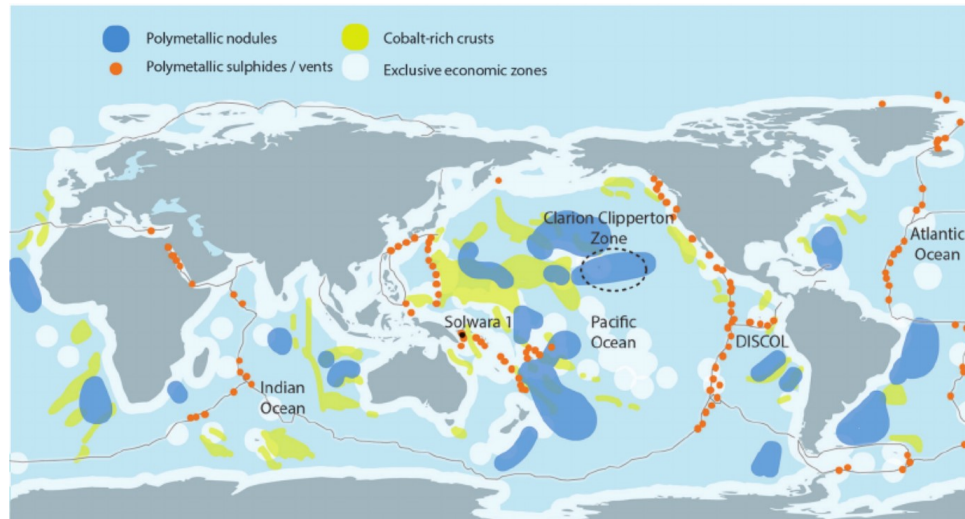 Polymetallic nodules
Cobalt-rich crusts
Polymetallic sulphides / vents
Exclusive economic zones
Clarion Clipperton
Zone
Atlantic
Ocean
Solwara 1
Pacific
Ocean
DISCOL
Indian
Ocean